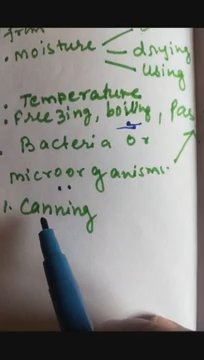 from
. moisture
drying
using
: Temperature
: Freezing, boiling, Pas
. Bacteria or
microorganisms.
1. Canning